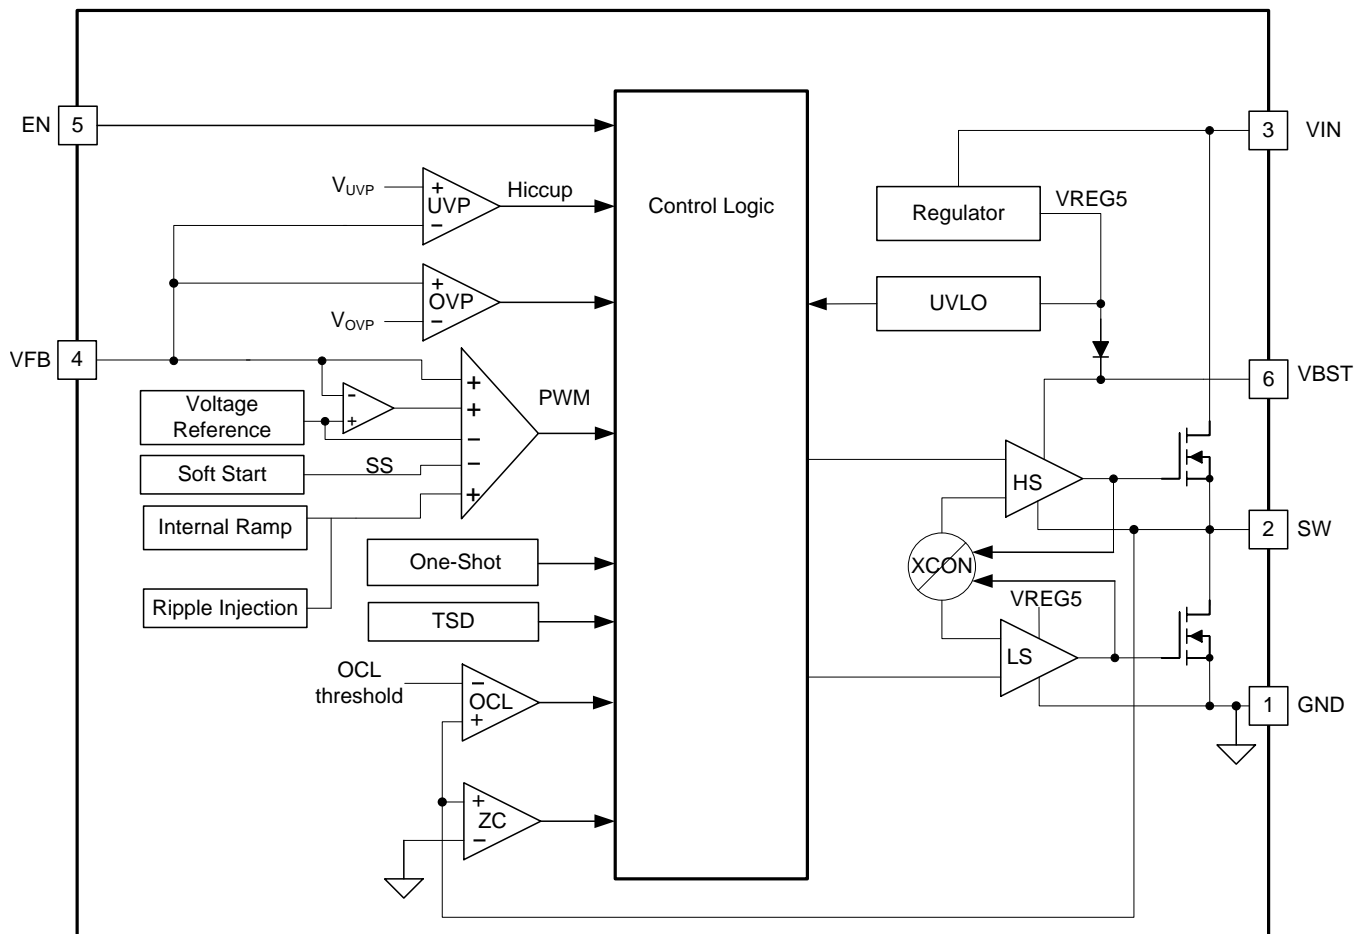 EN
5
3
VIN
VUVP
+
UVP
−
Hiccup
Control Logic
Regulator
VREG5
+
OVP
−
VOVP
UVLO
VFB
4
6
VBST
Voltage
Reference
-
+
+
+
−
−
+
PWM
Soft Start
SS
HS
Internal Ramp
2
SW
One-Shot
XCON
Ripple Injection
TSD
VREG5
LS
OCL
threshold
−
OCL
+
1
GND
+
ZC
−